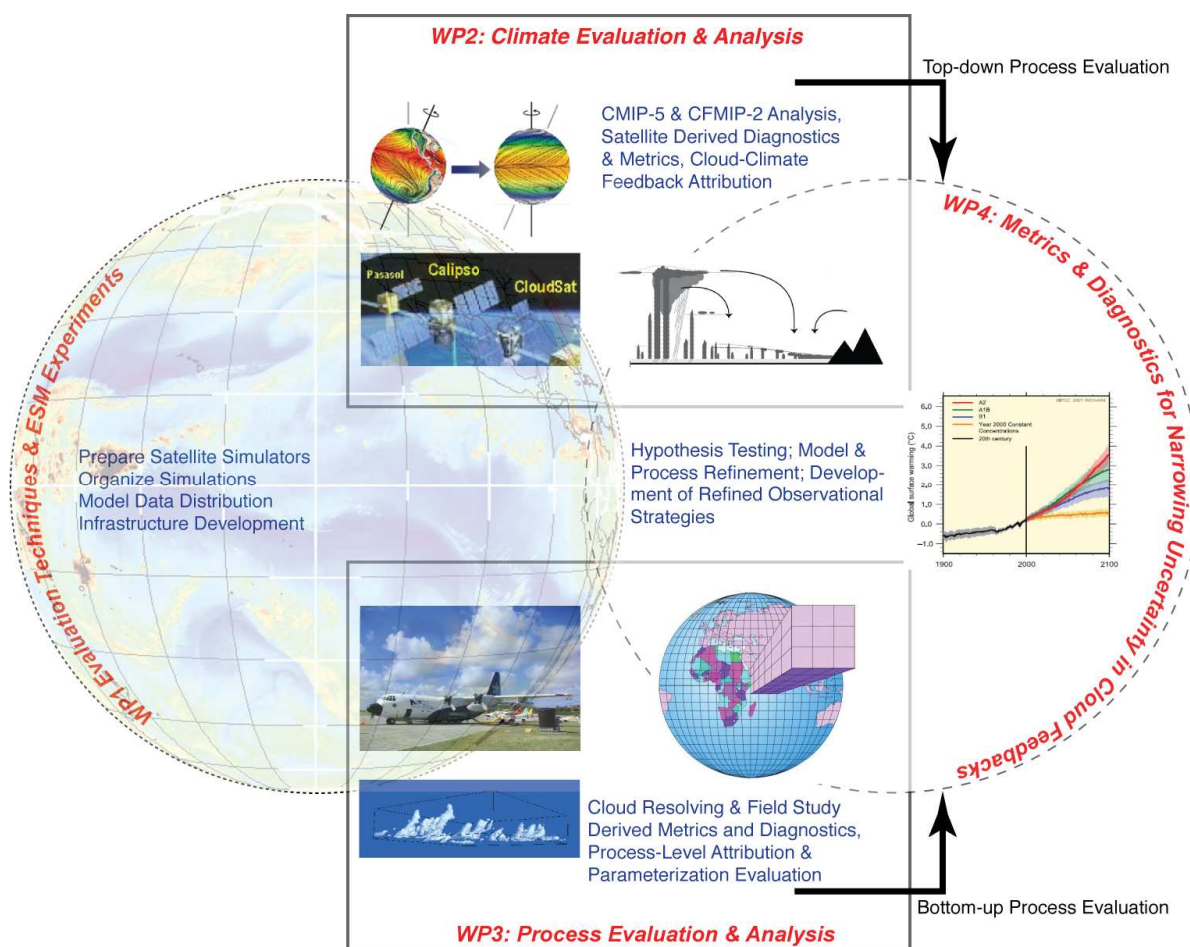 WP2: Climate Evaluation & Analysis
Top-down Process Evaluation
CMIP-5 & CFMIP-2 Analysis,
Satellite Derived Diagnostics
& Metrics, Cloud-Climate
Feedback Attribution
WP4: Metrics & Diagnostics for Narrowing Uncertainty in Cloud Feedbacks
Parasol
Calipso
CloudSat
WP1 Evaluation Techniques & ESM Experiments
Prepare Satellite Simulators
Organize Simulations
Model Data Distribution
Infrastructure Development
Hypothesis Testing; Model &
Process Refinement; Develop-
ment of Refined Observational
Strategies
A2
A1B
B1
Year 2000 Constant
Concentrations
20th century
Global surface warming (°C)
6.0
5.0
4.0
3.0
2.0
1.0
0.0
–1.0
1900
2000
2100
Cloud Resolving & Field Study
Derived Metrics and Diagnostics,
Process-Level Attribution &
Parameterization Evaluation
Bottom-up Process Evaluation
WP3: Process Evaluation & Analysis